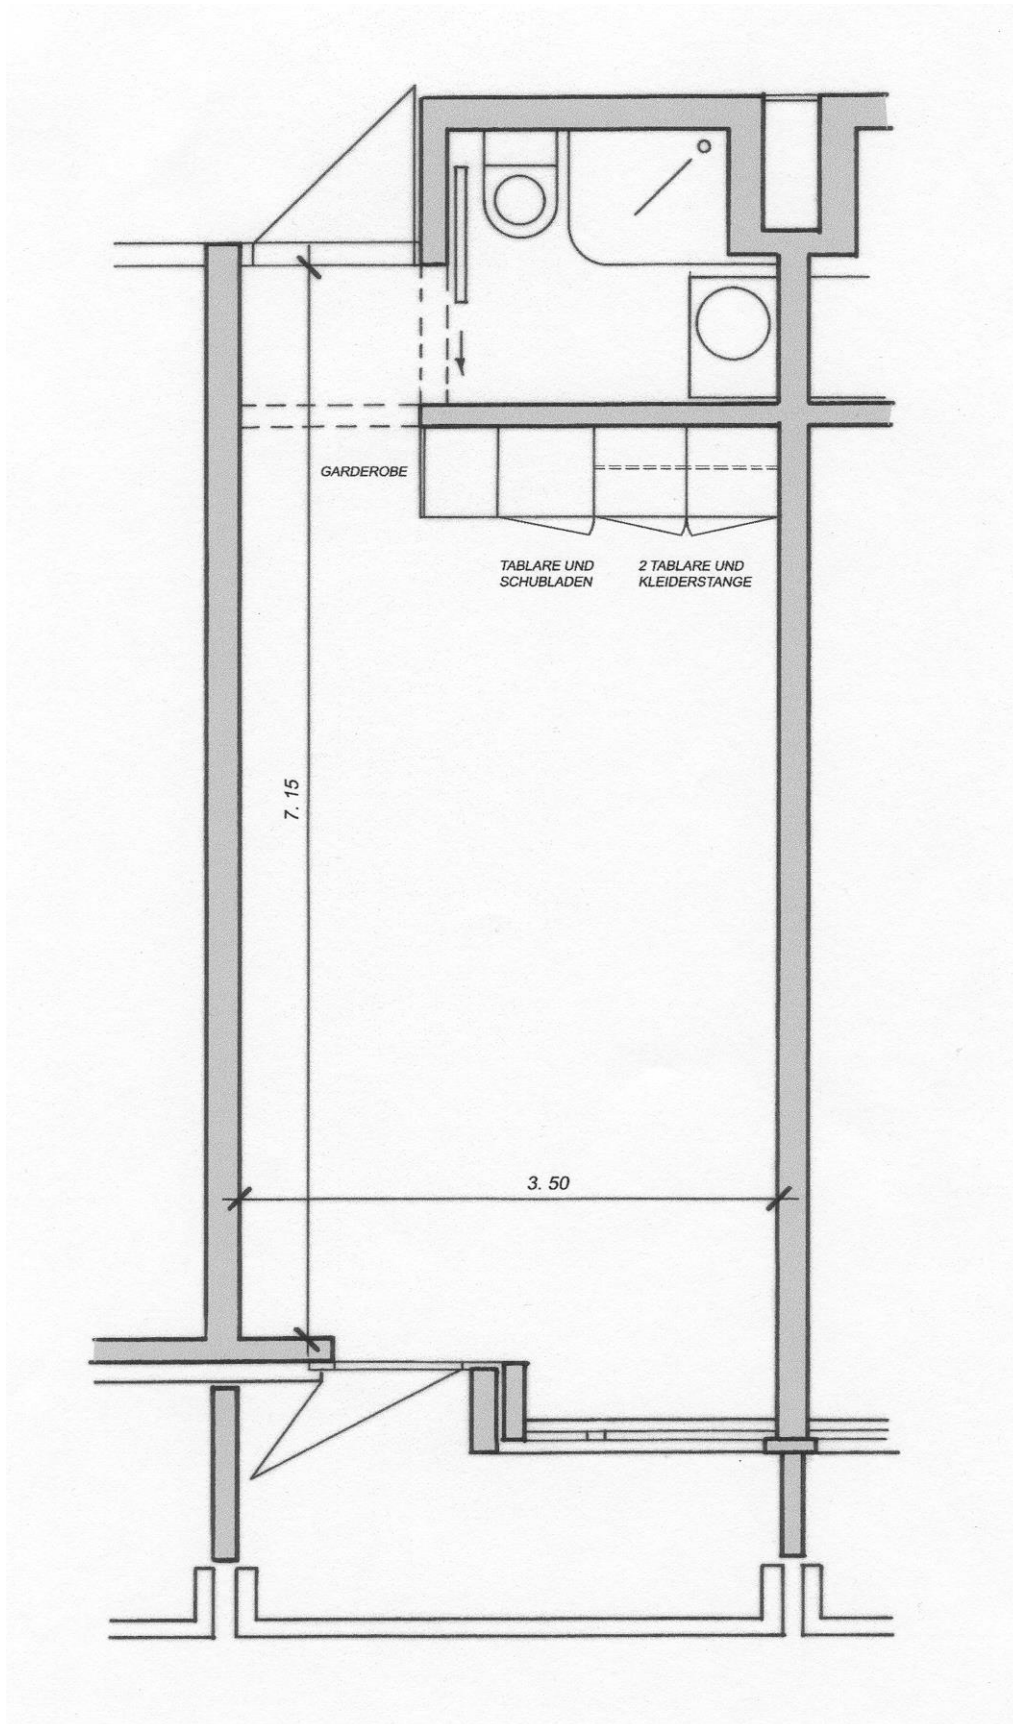 GARDEROBE
TABLARE UND
SCHUBLADEN
2 TABLARE UND
KLEIDERSTANGE
7. 15
3. 50